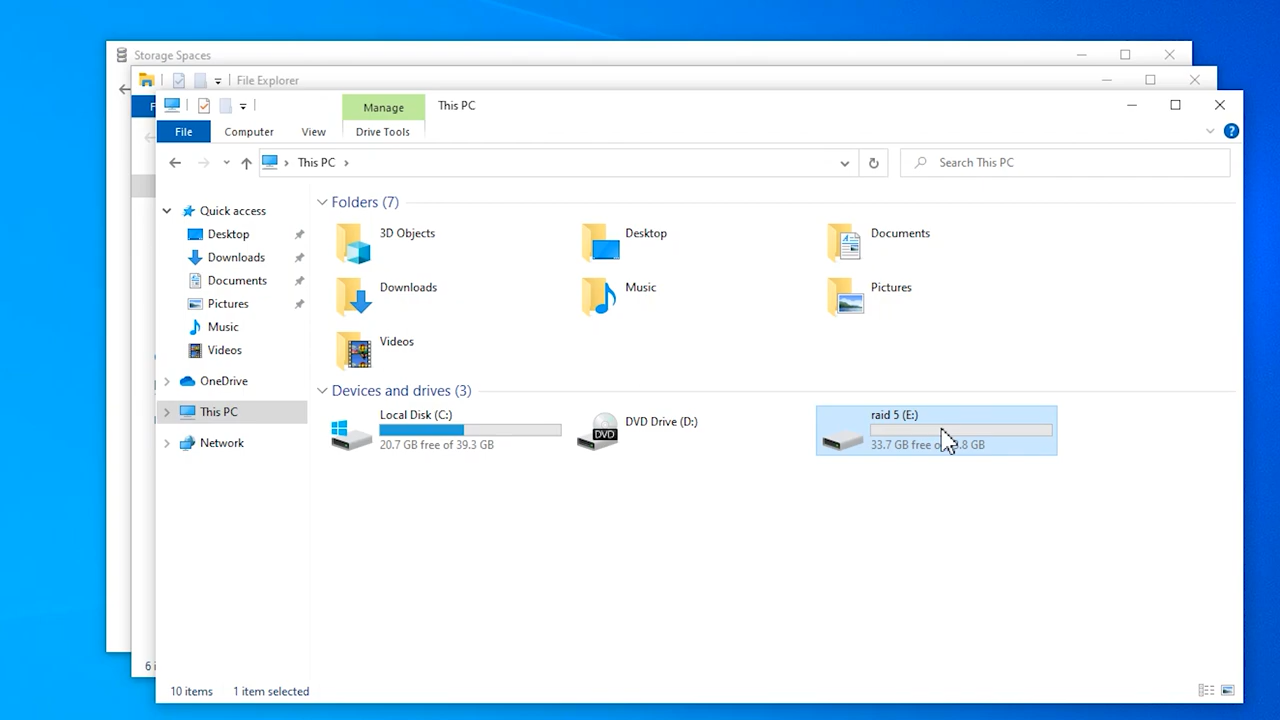 Storage Spaces
File Explorer
Manage
This PC
File
Computer
View
Drive Tools
This PC
Search This PC
Quick access
Desktop
Downloads
Documents
Pictures
Music
Videos
OneDrive
This PC
Network
Folders (7)
3D Objects
Desktop
Documents
Downloads
Music
Pictures
Videos
Devices and drives (3)
Local Disk (C:)
20.7 GB free of 39.3 GB
DVD Drive (D:)
DVD
raid 5 (E:)
33.7 GB free GB
6
10 items
1 item selected